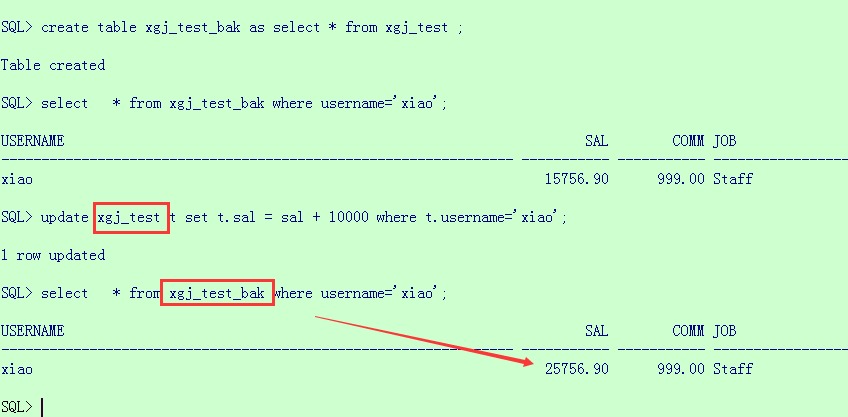 SQL> create table xgj_test_bak as select * from xgj_test ;
Table created
SQL> select   * from xgj_test_bak where username='xiao';
USERNAME SAL COMM JOB
-------------------------------------------------------------- ----------- ----------- ----------------
xiao 15756.90 999.00 Staff
SQL> update xgj_test t set t.sal = sal + 10000 where t.username='xiao';
1 row updated
SQL> select   * from xgj_test_bak where username='xiao';
USERNAME SAL COMM JOB
-------------------------------------------------------------- ----------- ----------- ----------------
xiao 25756.90 999.00 Staff
SQL>